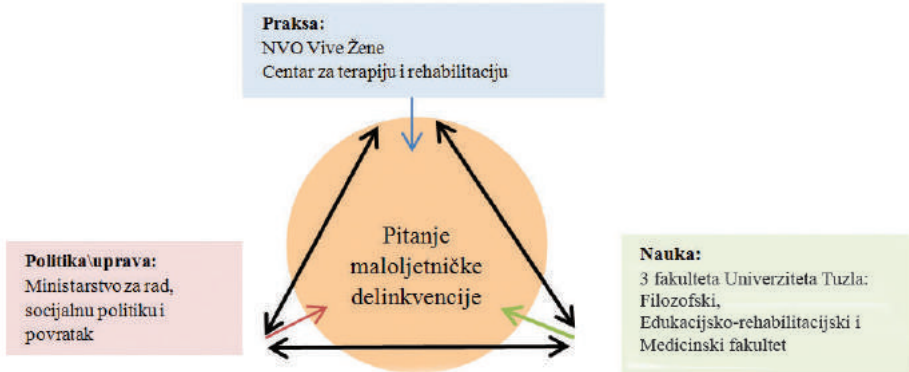 Praksa:
NVO Vive Žene
Centar za terapiju i rehabilitaciju
Pitanje
maloljetničke
delinkvencije
Politika\uprava:
Ministarstvo za rad,
socijalnu politiku i
povratak
Nauka:
3 fakulteta Univerziteta Tuzla:
Filozofski,
Edukacijsko-rehabilitacijski i
Medicinski fakultet